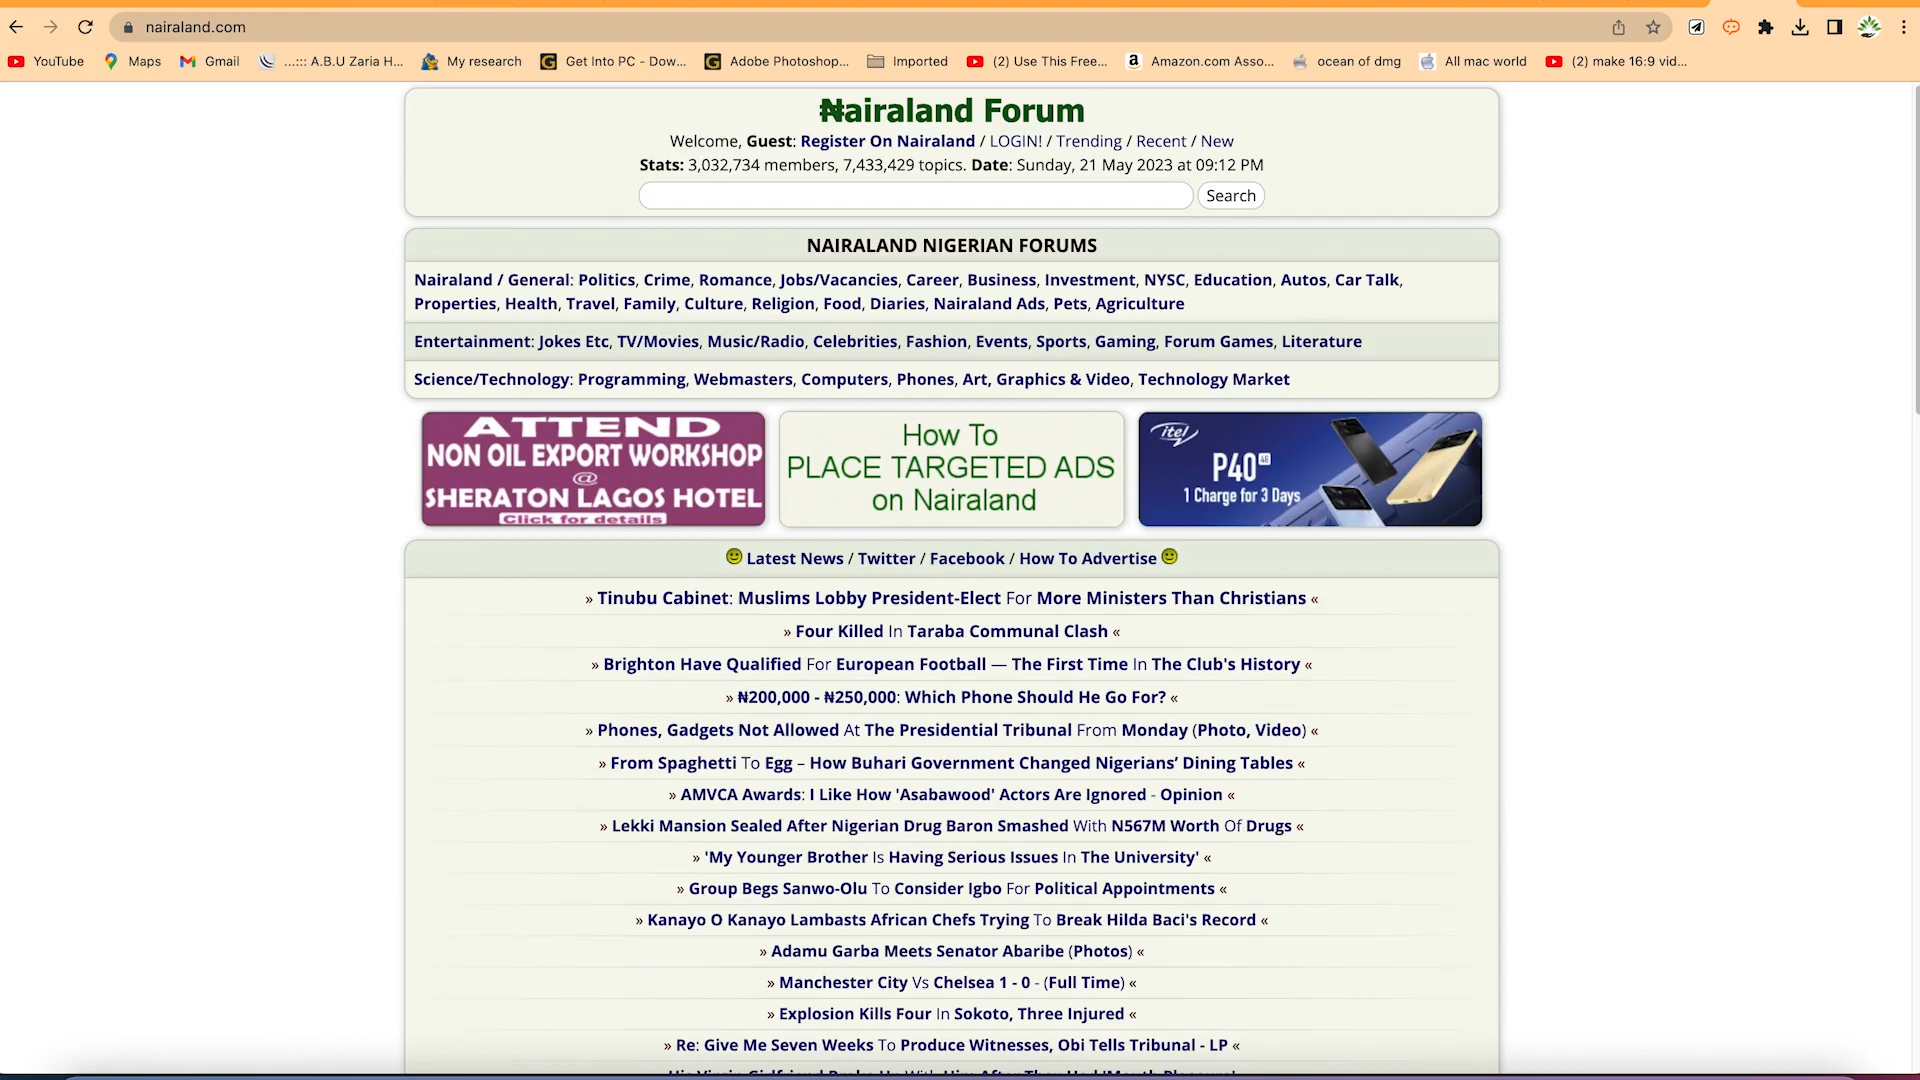 nairaland.com
YouTube Maps Gmail ...::: A.B.U Zaria H... My research Get Into PC - Dow... Adobe Photoshop... Imported (2) Use This Free... Amazon.com Asso... ocean of dmg All mac world (2) make 16:9 vid...
₦airaland Forum
Welcome, Guest: Register On Nairaland / LOGIN! / Trending / Recent / New
Stats: 3,032,734 members, 7,433,429 topics. Date: Sunday, 21 May 2023 at 09:12 PM
Search
NAIRALAND NIGERIAN FORUMS
Nairaland / General: Politics, Crime, Romance, Jobs/Vacancies, Career, Business, Investment, NYSC, Education, Autos, Car Talk,
Properties, Health, Travel, Family, Culture, Religion, Food, Diaries, Nairaland Ads, Pets, Agriculture
Entertainment: Jokes Etc, TV/Movies, Music/Radio, Celebrities, Fashion, Events, Sports, Gaming, Forum Games, Literature
Science/Technology: Programming, Webmasters, Computers, Phones, Art, Graphics & Video, Technology Market
ATTEND
NON OIL EXPORT WORKSHOP
@
SHERATON LAGOS HOTEL
Click for details
How To
PLACE TARGETED ADS
on Nairaland
itel
P40 4G
1 Charge for 3 Days
Latest News / Twitter / Facebook / How To Advertise
» Tinubu Cabinet: Muslims Lobby President-Elect For More Ministers Than Christians «
» Four Killed In Taraba Communal Clash «
» Brighton Have Qualified For European Football — The First Time In The Club's History «
» ₦200,000 - ₦250,000: Which Phone Should He Go For? «
» Phones, Gadgets Not Allowed At The Presidential Tribunal From Monday (Photo, Video) «
» From Spaghetti To Egg – How Buhari Government Changed Nigerians’ Dining Tables «
» AMVCA Awards: I Like How 'Asabawood' Actors Are Ignored - Opinion «
» Lekki Mansion Sealed After Nigerian Drug Baron Smashed With N567M Worth Of Drugs «
» 'My Younger Brother Is Having Serious Issues In The University' «
» Group Begs Sanwo-Olu To Consider Igbo For Political Appointments «
» Kanayo O Kanayo Lambasts African Chefs Trying To Break Hilda Baci's Record «
» Adamu Garba Meets Senator Abaribe (Photos) «
» Manchester City Vs Chelsea 1 - 0 - (Full Time) «
» Explosion Kills Four In Sokoto, Three Injured «
» Re: Give Me Seven Weeks To Produce Witnesses, Obi Tells Tribunal - LP «